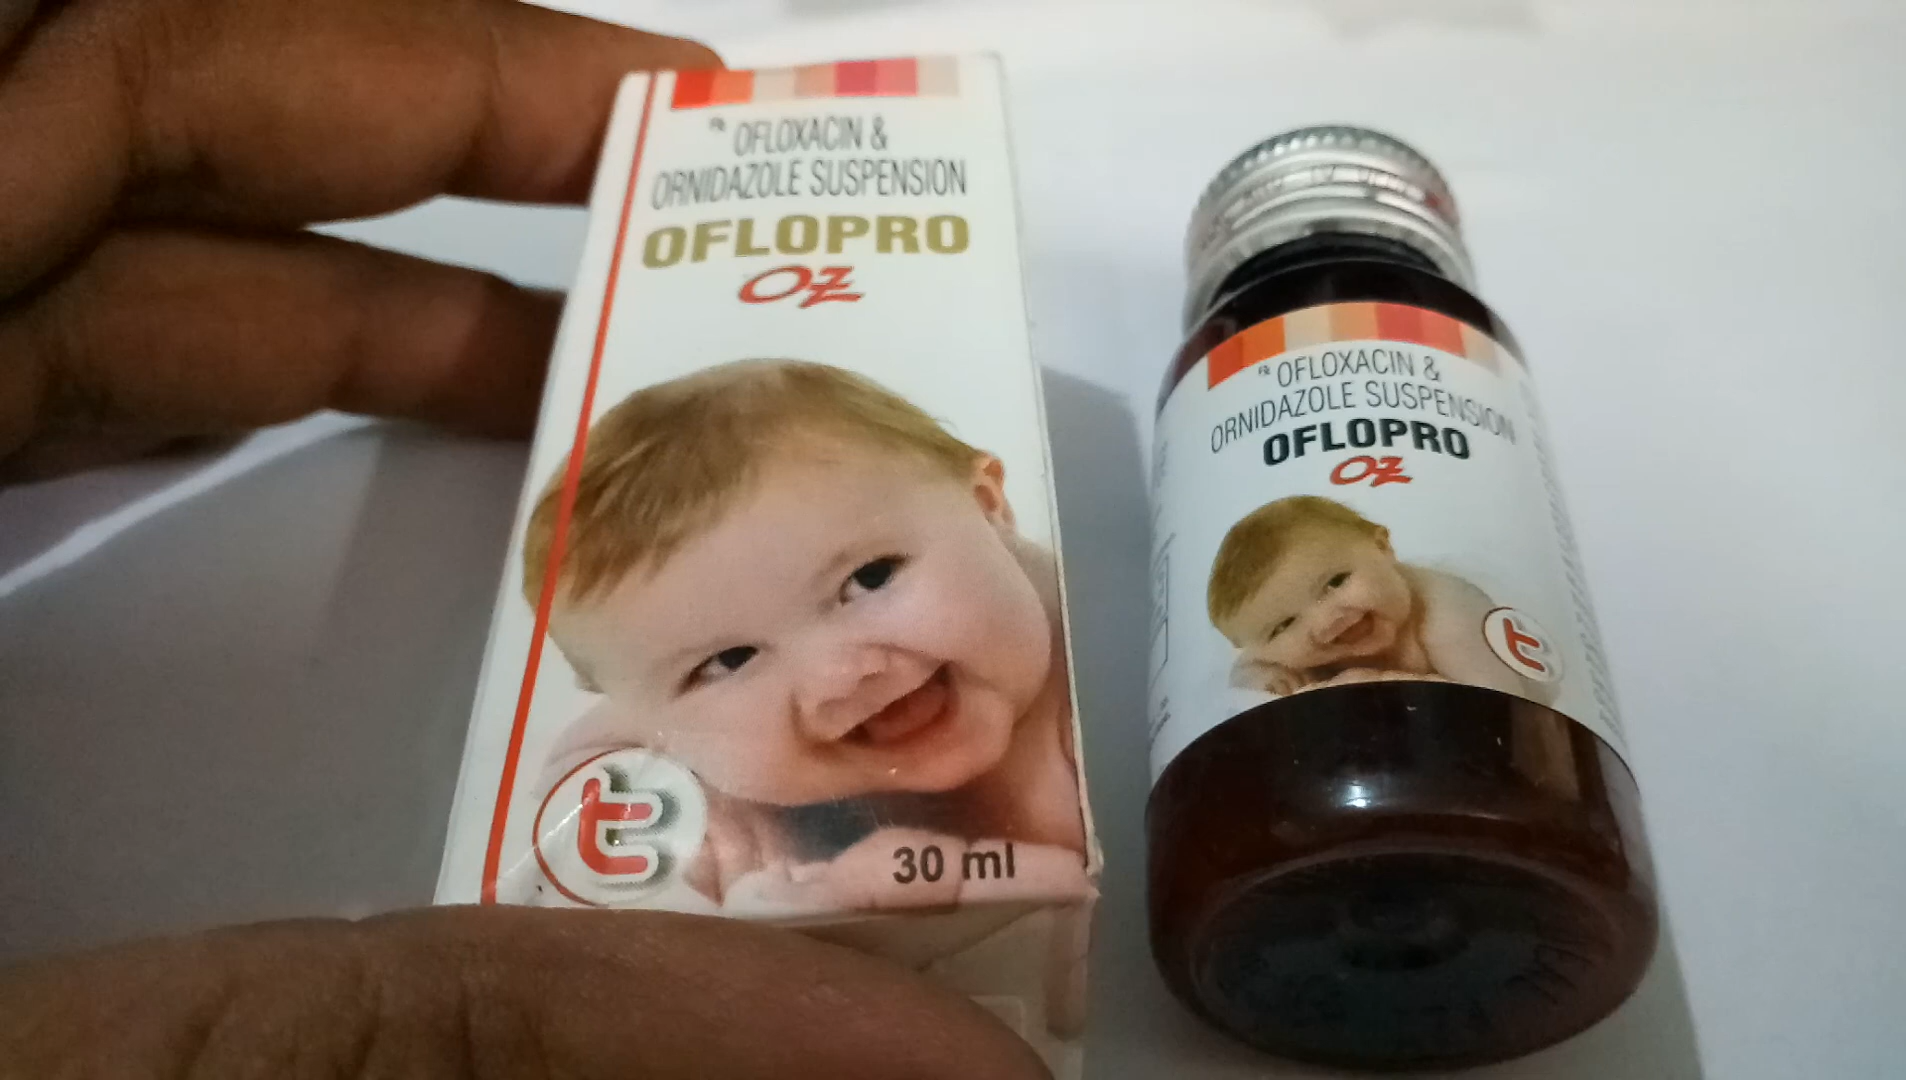 ℞ OFLOXACIN &
ORNIDAZOLE SUSPENSION
OFLOPRO
OZ
t
30 ml
℞ OFLOXACIN &
ORNIDAZOLE SUSPENSION
OFLOPRO
OZ
t